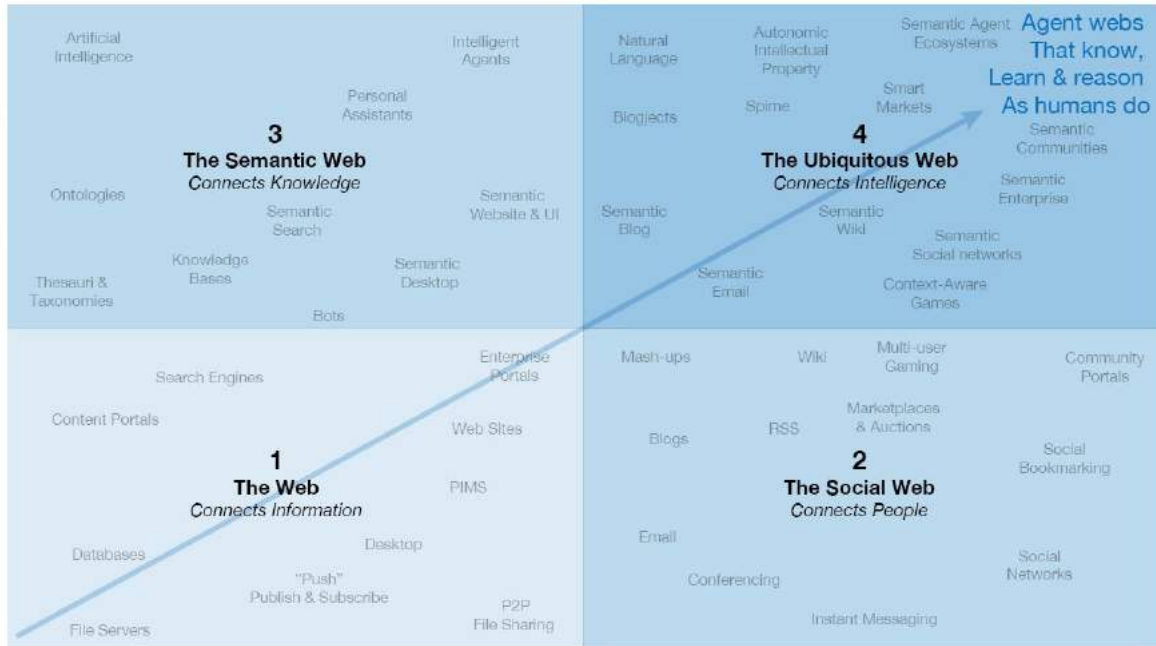 Artificial
Intelligence
Intelligent
Agents
Personal
Assistants
3
The Semantic Web
Connects Knowledge
Ontologies
Semantic
Search
Semantic
Website & UI
Knowledge
Bases
Semantic
Desktop
Thesauri &
Taxonomies
Bots
Natural
Language
Autonomic
Intellectual
Property
Semantic Agent
Ecosystems
Agent webs
That know,
Learn & reason
As humans do
Blogjects
Spime
Smart
Markets
Semantic
Communities
4
The Ubiquitous Web
Connects Intelligence
Semantic
Enterprise
Semantic
Blog
Semantic
Wiki
Semantic
Social networks
Semantic
Email
Context-Aware
Games
Search Engines
Enterprise
Portals
Content Portals
Web Sites
1
The Web
Connects Information
PIMS
Databases
Desktop
"Push"
Publish & Subscribe
File Servers
P2P
File Sharing
Mash-ups
Wiki
Multi-user
Gaming
Community
Portals
Blogs
RSS
Marketplaces
& Auctions
Social
Bookmarking
2
The Social Web
Connects People
Email
Conferencing
Social
Networks
Instant Messaging